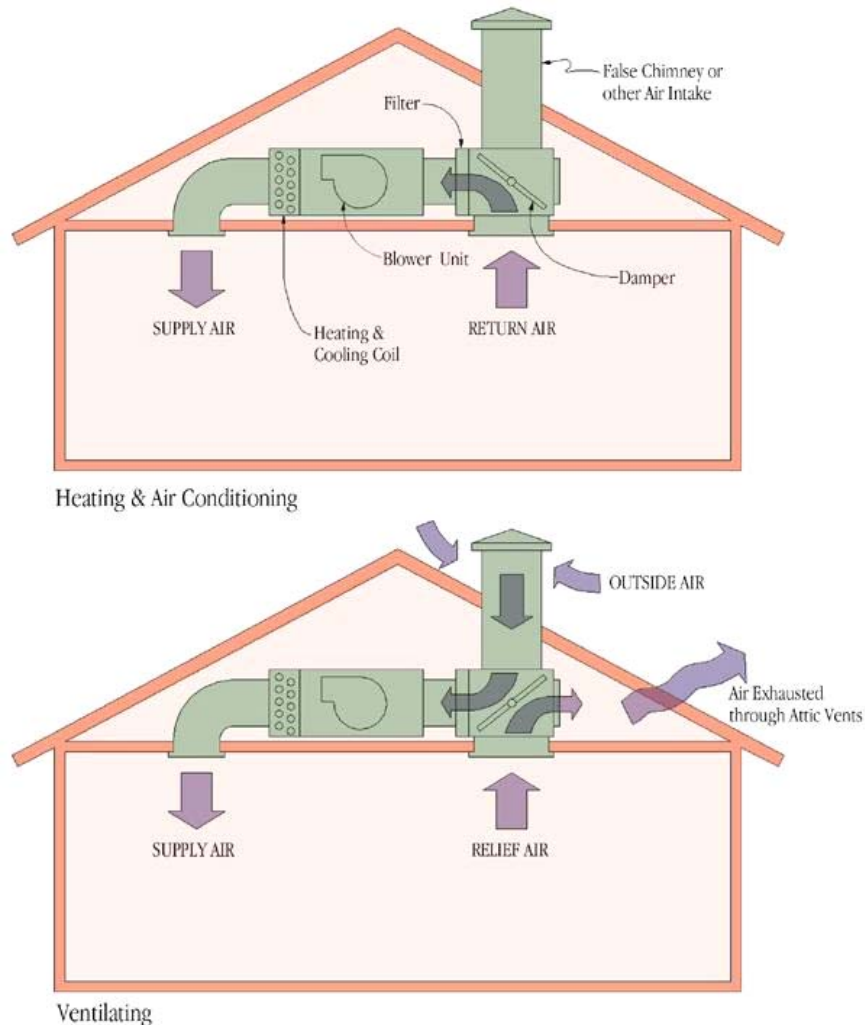 False Chimney or
other Air Intake
Filter
Blower Unit
Damper
SUPPLY AIR
Heating &
Cooling Coil
RETURN AIR
Heating & Air Conditioning
OUTSIDE AIR
Air Exhausted
through Attic Vents
SUPPLY AIR
RELIEF AIR
Ventilating